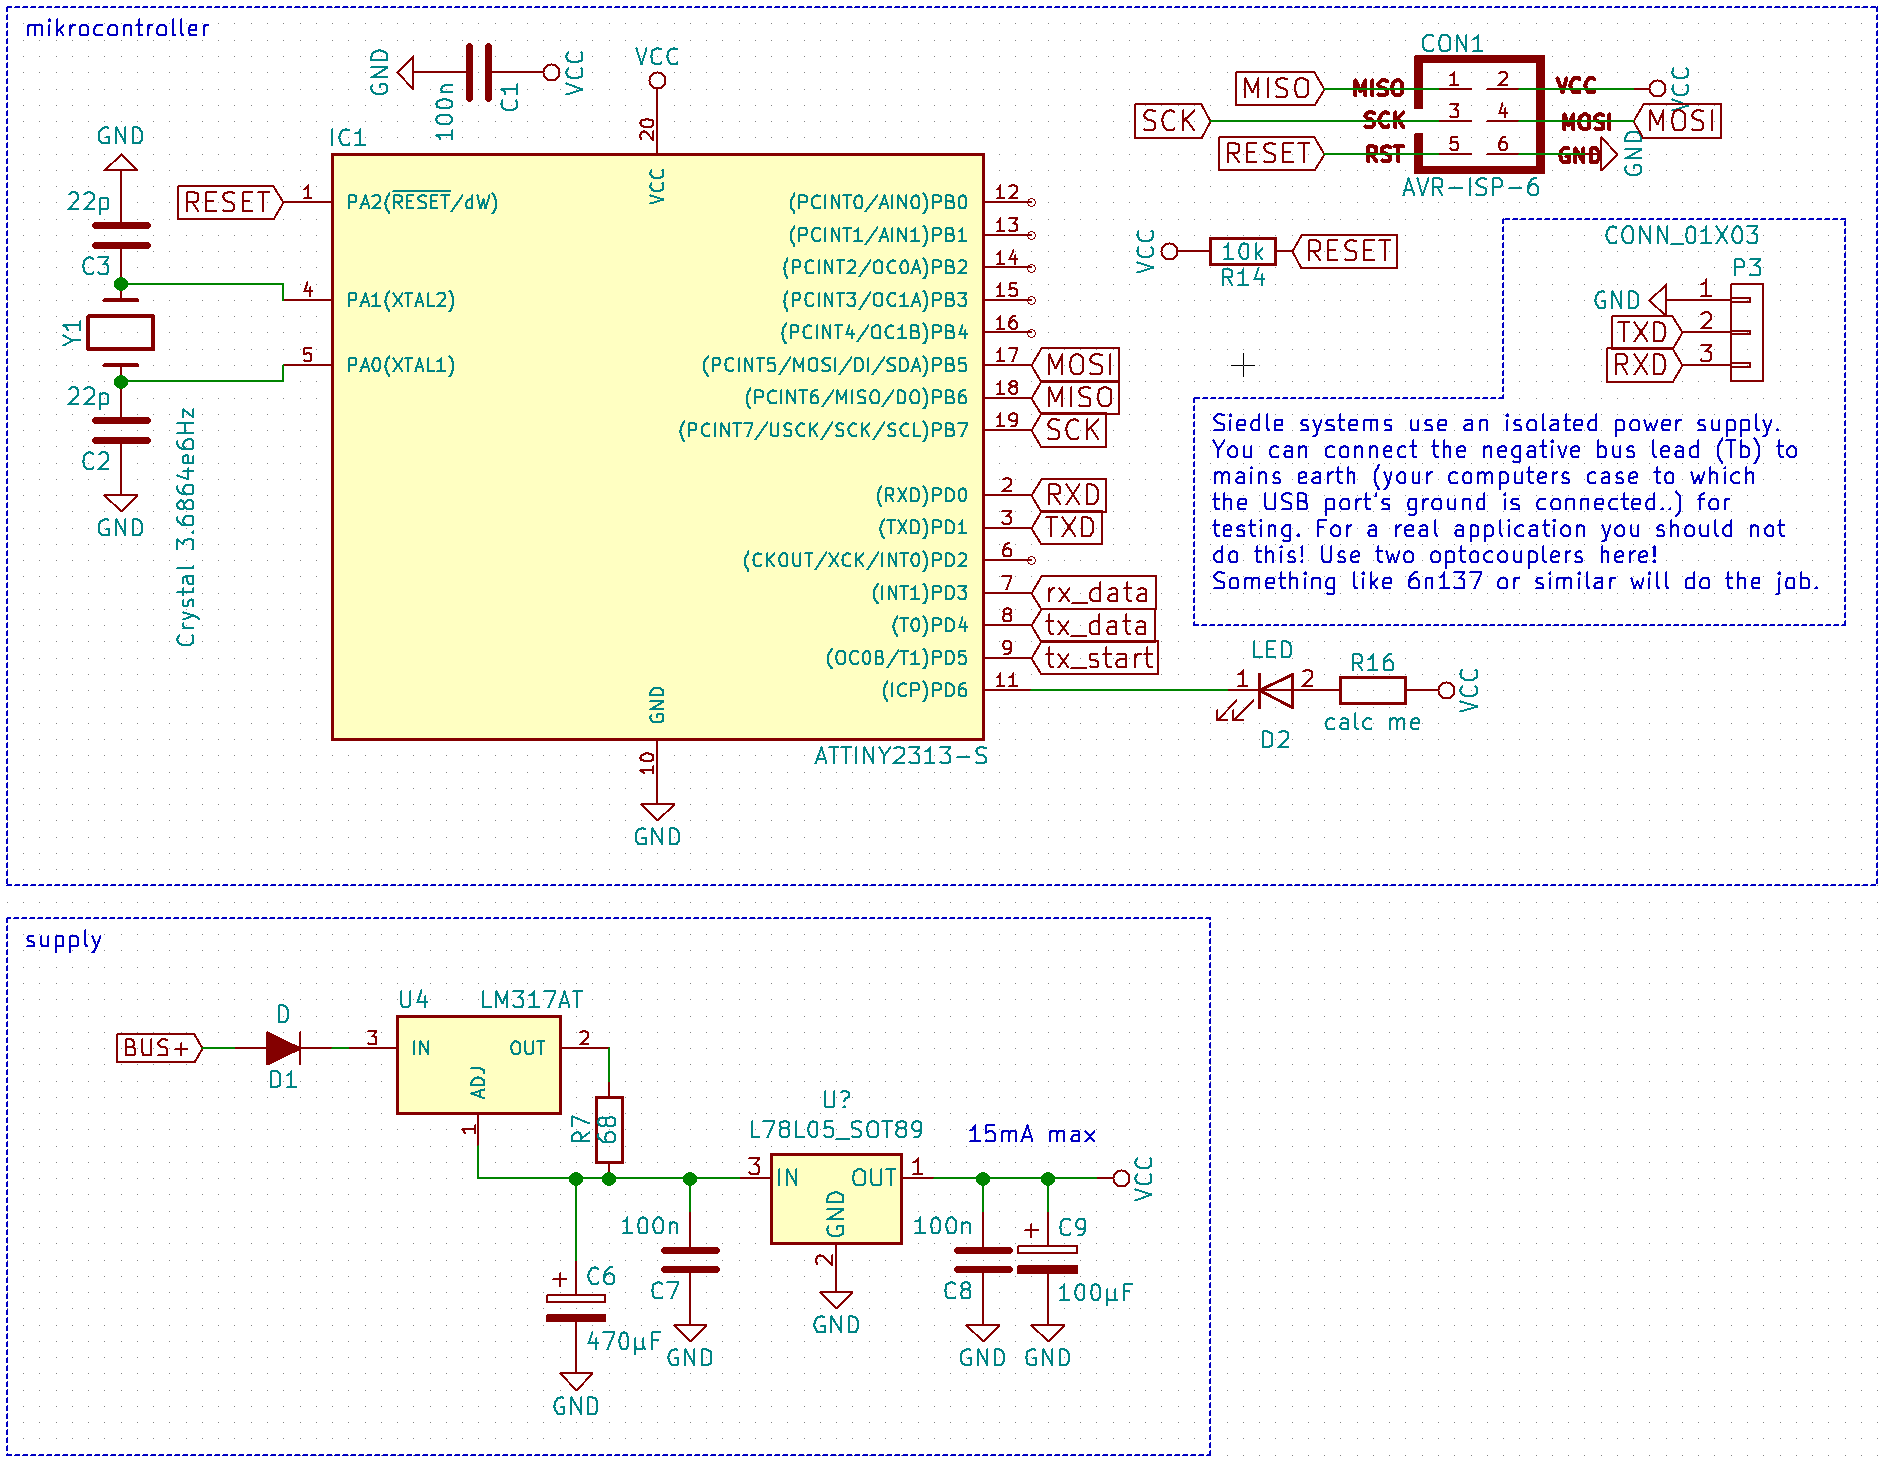 mikrocontroller
GND
100n
C1
VCC
VCC
20
IC1
GND
22p
C3
Y1
22p
C2
GND
Crystal 3.6864e6Hz
RESET
1
PA2(RESET/dW)
4
PA1(XTAL2)
5
PA0(XTAL1)
VCC
(PCINT0/AIN0)PB0
12
(PCINT1/AIN1)PB1
13
(PCINT2/OC0A)PB2
14
(PCINT3/OC1A)PB3
15
(PCINT4/OC1B)PB4
16
(PCINT5/MOSI/DI/SDA)PB5
17
MOSI
(PCINT6/MISO/DO)PB6
18
MISO
(PCINT7/USCK/SCK/SCL)PB7
19
SCK
(RXD)PD0
2
RXD
(TXD)PD1
3
TXD
(CKOUT/XCK/INT0)PD2
6
(INT1)PD3
7
rx_data
(T0)PD4
8
tx_data
(OC0B/T1)PD5
9
tx_start
(ICP)PD6
11
GND
ATTINY2313-S
10
GND
CON1
MISO
MISO
1
2
VCC
VCC
SCK
SCK
3
4
MOSI
MOSI
RESET
RST
5
6
GND
GND
AVR-ISP-6
VCC
10k
RESET
R14
CONN_01X03
P3
GND
1
TXD
2
RXD
3
Siedle systems use an isolated power supply.
You can connect the negative bus lead (Tb) to
mains earth (your computers case to which
the USB port's ground is connected..) for
testing. For a real application you should not
do this! Use two optocouplers here!
Something like 6n137 or similar will do the job.
LED
1
2
D2
R16
calc me
VCC
supply
BUS+
D
D1
U4
LM317AT
3
IN
OUT
2
ADJ
1
R7
68
U?
L78L05_SOT89
15mA max
3
IN
OUT
1
VCC
GND
2
GND
100n
C7
GND
C6
+
470µF
GND
100n
C8
GND
+
C9
100µF
GND